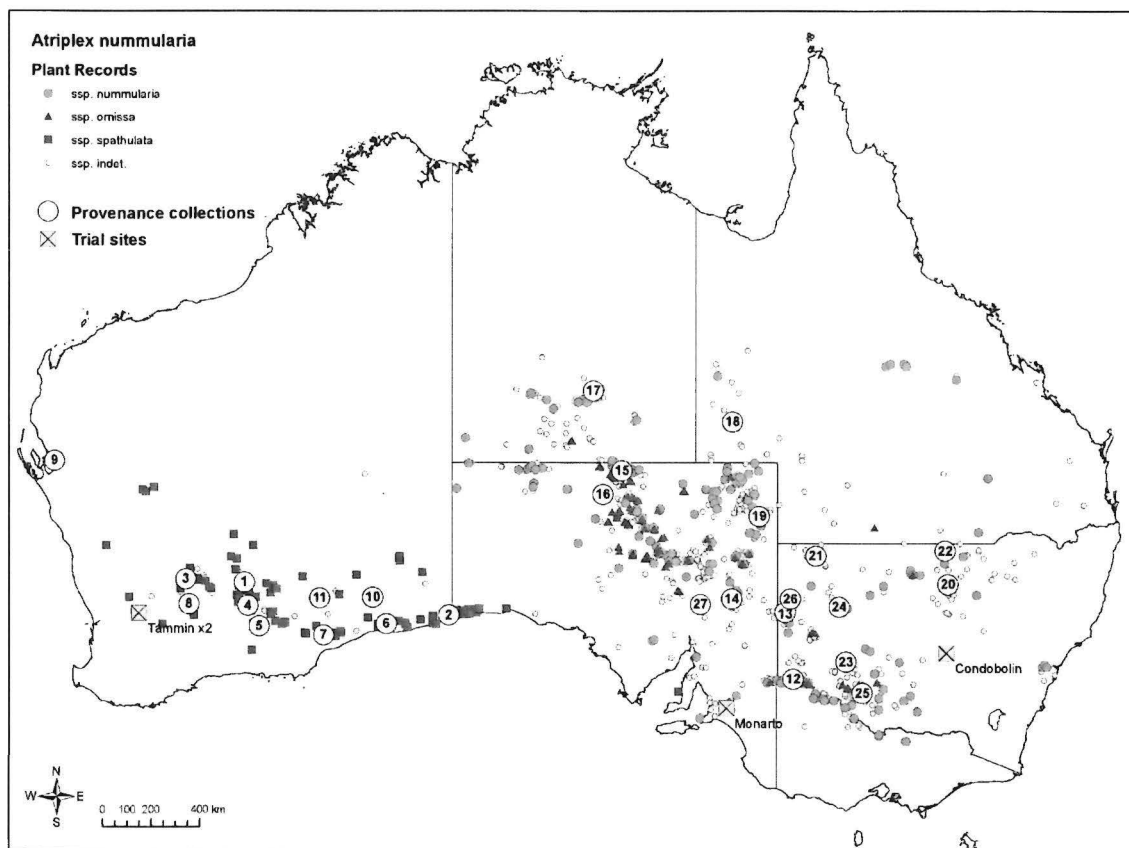 Atriplex nummularia
Plant Records
ssp. nummularia
ssp. omissa
ssp. spathulata
ssp. indet.
Provenance collections
Trial sites
17
18
9
15
16
19
21
22
3
1
11
10
20
8
4
27
14
26
13
24
Tammin x2
5
7
6
2
23
Condobolin
12
25
Monarto
N
W E
S
0 100 200 400 km